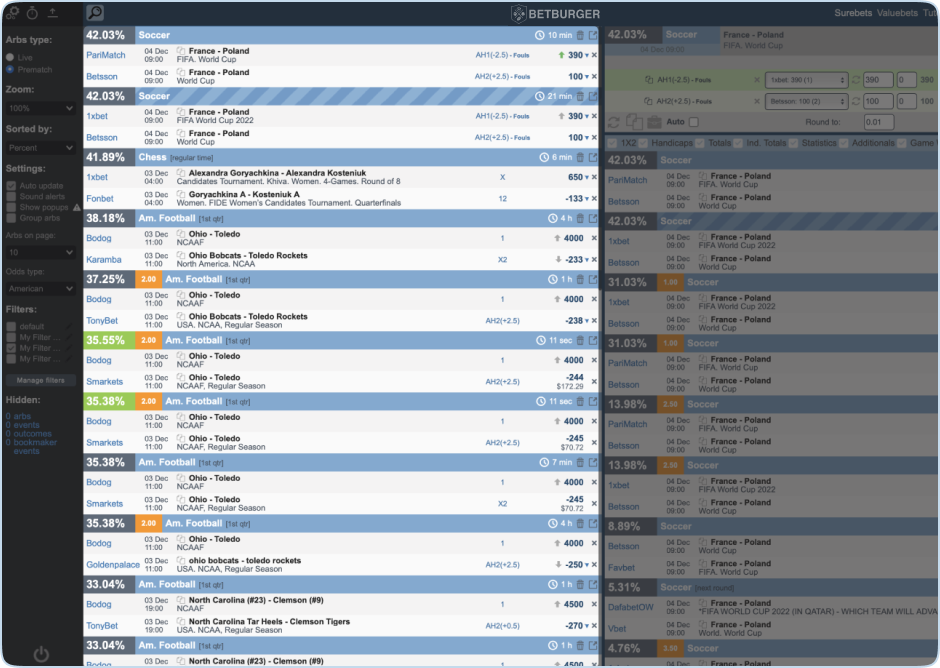 BETBURGER
Surebets Valuebets Tut
Arbs type:
Live
Prematch
Zoom:
100%
Sorted by:
Percent
Settings:
Auto update
Sound alerts
Show popups
Group arbs
Arbs on page:
10
Odds type:
American
Filters:
default
My Filter ...
My Filter ...
My Filter ...
Manage filters
Hidden:
0 arbs
0 events
0 outcomes
0 bookmaker
events
42.03% Soccer 10 min
PariMatch 04 Dec 09:00 France - Poland AH1(-2.5) - Fouls 390
FIFA. World Cup
Betsson 04 Dec 09:00 France - Poland AH2(+2.5) - Fouls 100
World Cup
42.03% Soccer 21 min
1xbet 04 Dec 09:00 France - Poland AH1(-2.5) - Fouls 390
FIFA World Cup 2022
Betsson 04 Dec 09:00 France - Poland AH2(+2.5) - Fouls 100
World Cup
41.89% Chess [regular time] 6 min
1xbet 03 Dec 04:00 Alexandra Goryachkina - Alexandra Kosteniuk X 650
Candidates Tournament. Khiva. Women. 4-Games. Round of 8
Fonbet 03 Dec 04:00 Goryachkina A - Kosteniuk A 12 -133
Women. FIDE Women's Candidates Tournament. Quarterfinals
38.18% Am. Football [1st qtr] 4 h
Bodog 03 Dec 11:00 Ohio - Toledo 1 4000
NCAAF
Karamba 03 Dec 11:00 Ohio Bobcats - Toledo Rockets X2 -233
North America. NCAA
37.25% 2.00 Am. Football [1st qtr] 1 h
Bodog 03 Dec 11:00 Ohio - Toledo 1 4000
NCAAF
TonyBet 03 Dec 11:00 Ohio Bobcats - Toledo Rockets AH2(+2.5) -238
USA. NCAA, Regular Season
35.55% 2.00 Am. Football [1st qtr] 11 sec
Bodog 03 Dec 11:00 Ohio - Toledo 1 4000
NCAAF
Smarkets 03 Dec 11:00 Ohio - Toledo AH2(+2.5) -244
NCAAF, Regular Season $172.29
35.38% 2.00 Am. Football [1st qtr] 11 sec
Bodog 03 Dec 11:00 Ohio - Toledo 1 4000
NCAAF
Smarkets 03 Dec 11:00 Ohio - Toledo AH2(+2.5) -245
NCAAF, Regular Season $70.72
35.38% Am. Football [1st qtr] 7 min
Bodog 03 Dec 11:00 Ohio - Toledo 1 4000
NCAAF
Smarkets 03 Dec 11:00 Ohio - Toledo X2 -245
NCAAF, Regular Season $70.72
35.38% 2.00 Am. Football [1st qtr] 4 h
Bodog 03 Dec 11:00 Ohio - Toledo 1 4000
NCAAF
Goldenpalace 03 Dec 11:00 ohio bobcats - toledo rockets AH2(+2.5) -250
USA. NCAA, Regular Season
33.04% Am. Football [1st qtr] 1 h
Bodog 03 Dec 19:00 North Carolina (#23) - Clemson (#9) 1 4500
NCAAF
TonyBet 03 Dec 19:00 North Carolina Tar Heels - Clemson Tigers AH2(+0.5) -270
USA. NCAA, Regular Season
33.04% Am. Football [1st qtr] 1 h
Bodog 03 Dec North Carolina (#23) - Clemson (#9) 1 4500
42.03% Soccer France - Poland
04 Dec 09:00 FIFA. World Cup
AH1(-2.5) - Fouls 1xbet: 390 (1) 390 0 390
AH2(+2.5) - Fouls Betsson: 100 (2) 100 0 100
Auto Round to: 0.01
1X2 Handicaps Totals Ind. Totals Statistics Additionals Game
42.03% Soccer
PariMatch 04 Dec 09:00 France - Poland
FIFA. World Cup
Betsson 04 Dec 09:00 France - Poland
World Cup
42.03% Soccer
1xbet 04 Dec 09:00 France - Poland
FIFA World Cup 2022
Betsson 04 Dec 09:00 France - Poland
World Cup
31.03% 1.00 Soccer
1xbet 04 Dec 09:00 France - Poland
FIFA World Cup 2022
Betsson 04 Dec 09:00 France - Poland
World Cup
31.03% 1.00 Soccer
PariMatch 04 Dec 09:00 France - Poland
FIFA. World Cup
Betsson 04 Dec 09:00 France - Poland
World Cup
13.98% 2.50 Soccer
PariMatch 04 Dec 09:00 France - Poland
FIFA. World Cup
Betsson 04 Dec 09:00 France - Poland
World Cup
13.98% 2.50 Soccer
1xbet 04 Dec 09:00 France - Poland
FIFA World Cup 2022
Betsson 04 Dec 09:00 France - Poland
World Cup
8.89% Soccer
Betsson 04 Dec 09:00 France - Poland
World Cup
Favbet 04 Dec 09:00 France - Poland
FIFA. World Cup
5.31% Soccer [next round]
DafabetOW 04 Dec 09:00 France - Poland
*FIFA WORLD CUP 2022 (IN QATAR) - WHICH TEAM WILL ADVA
Vbet 04 Dec 09:00 France - Poland
World. World Cup
4.76% 3.50 Soccer